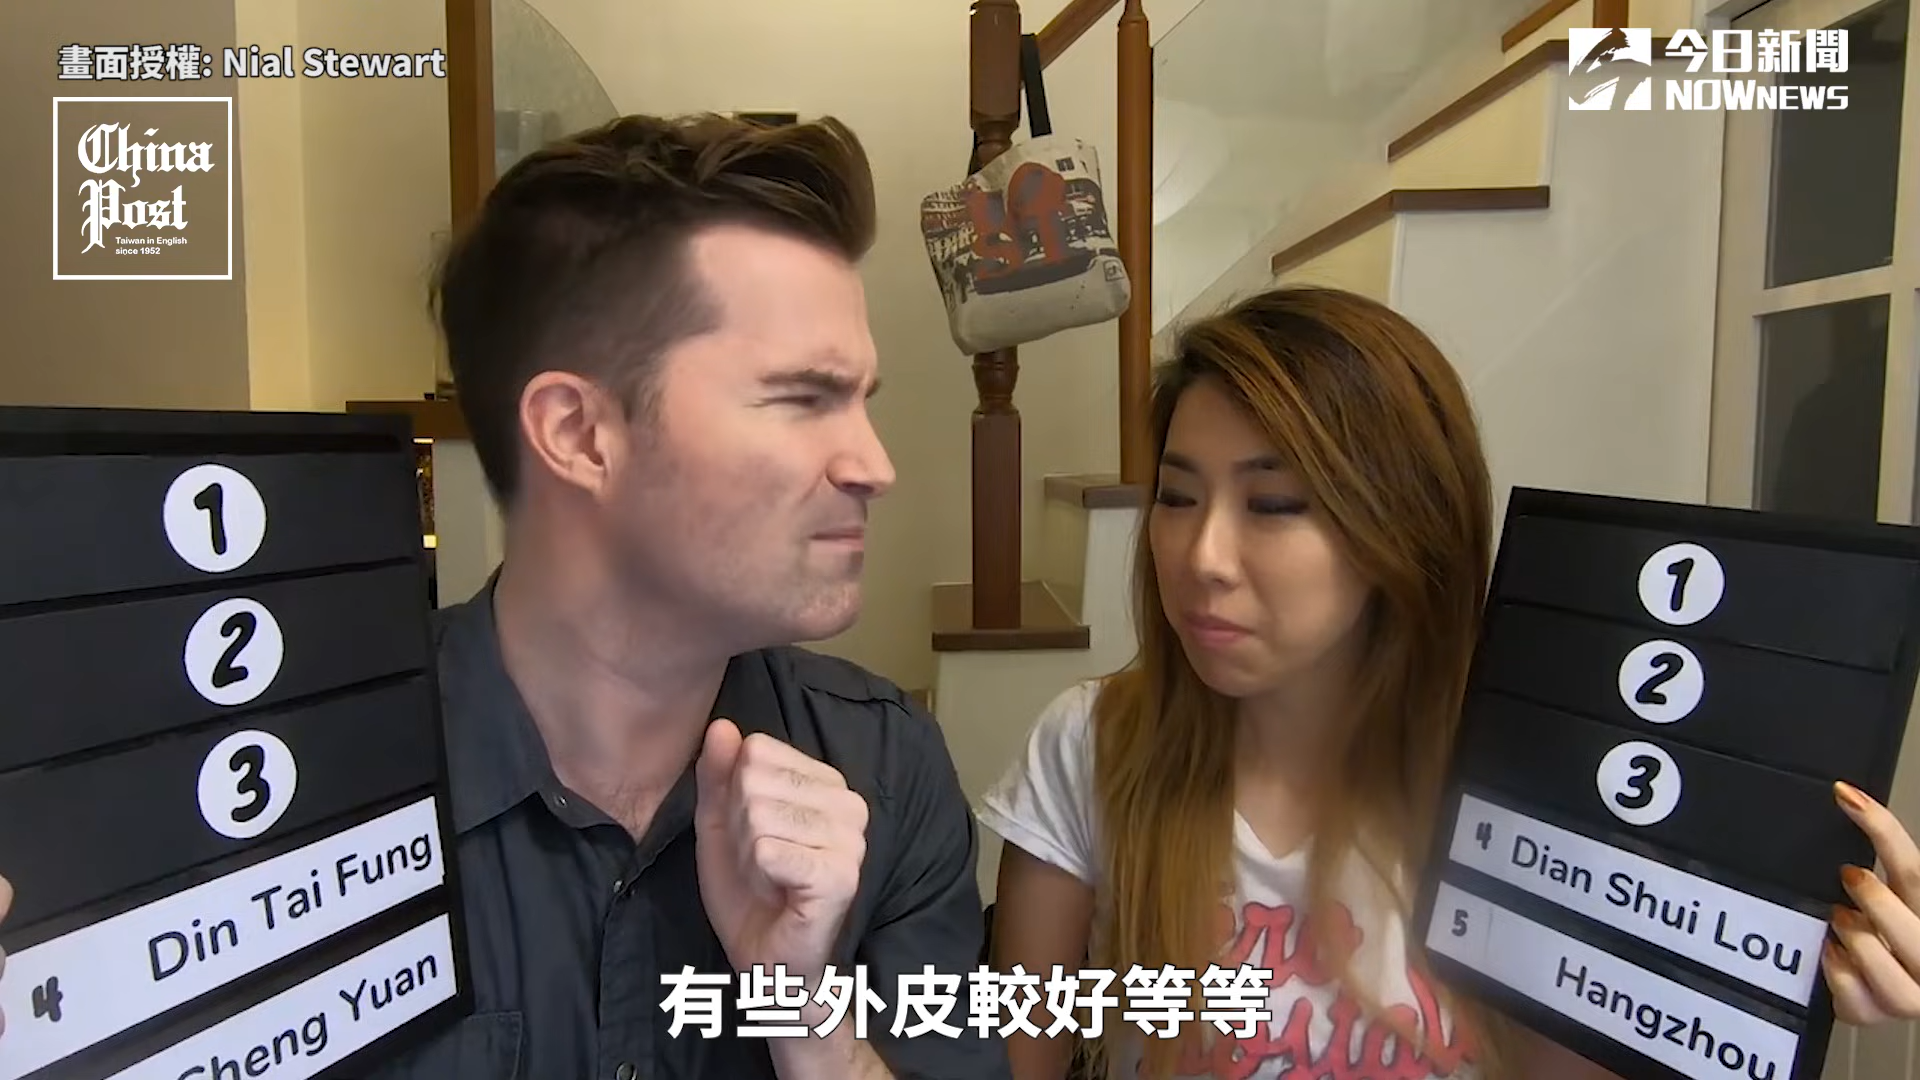 畫面授權: Nial Stewart
China
Post
Taiwan in English
since 1952
今日新聞
NOWNEWS
1
2
3
4 Din Tai Fung
Cheng Yuan
1
2
3
4 Dian Shui Lou
5 Hangzhou
有些外皮較好等等